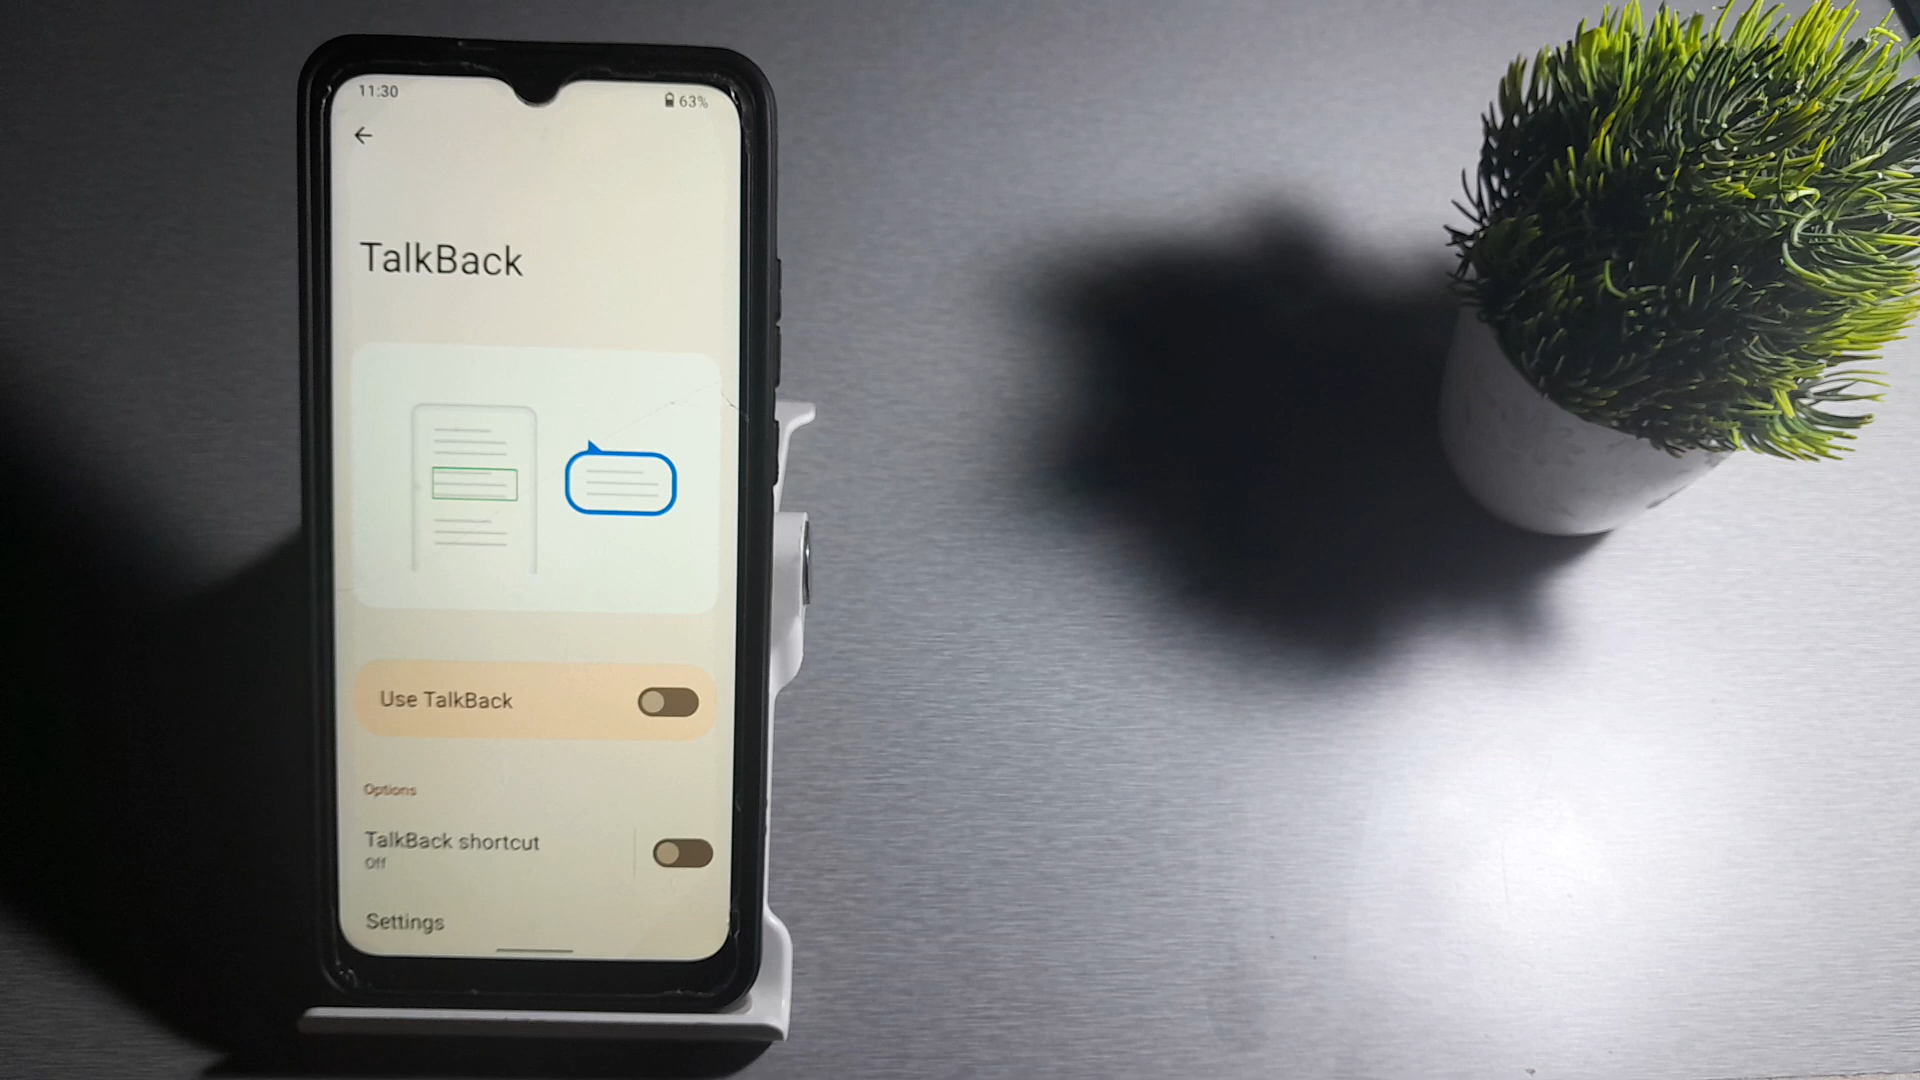 11:30
63%
TalkBack
Use TalkBack
Options
TalkBack shortcut
Off
Settings